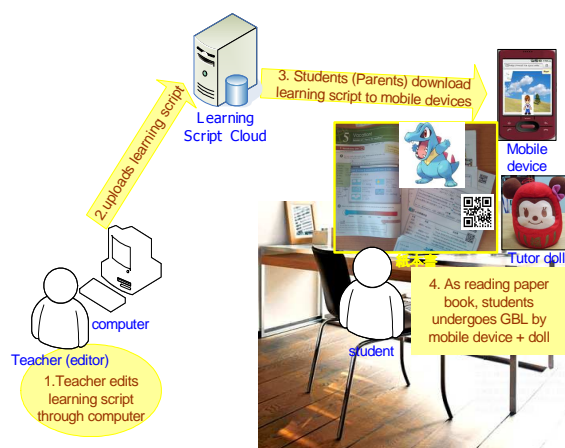 Learning
Script Cloud
3. Students (Parents) download
learning script to mobile devices
2.uploads learning script
Mobile
device
Tutor doll
computer
Teacher (editor)
1.Teacher edits
learning script
through computer
student
4. As reading paper
book, students
undergoes GBL by
mobile device + doll